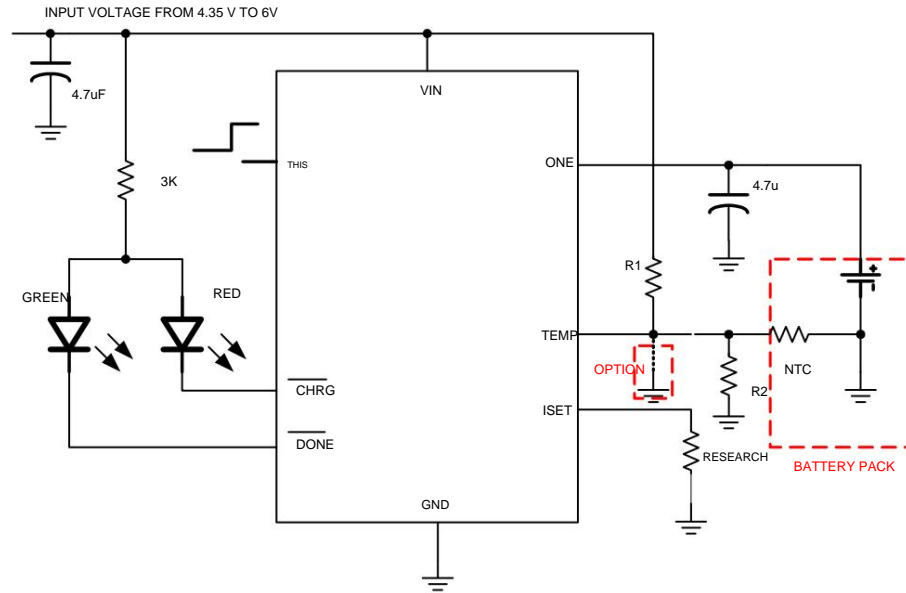 INPUT VOLTAGE FROM 4.35 V TO 6V
4.7uF
VIN
THIS
ONE
3K
4.7u
R1
GREEN
RED
+
TEMP
OPTION
NTC
CHRG
R2
ISET
DONE
RESEARCH
BATTERY PACK
GND